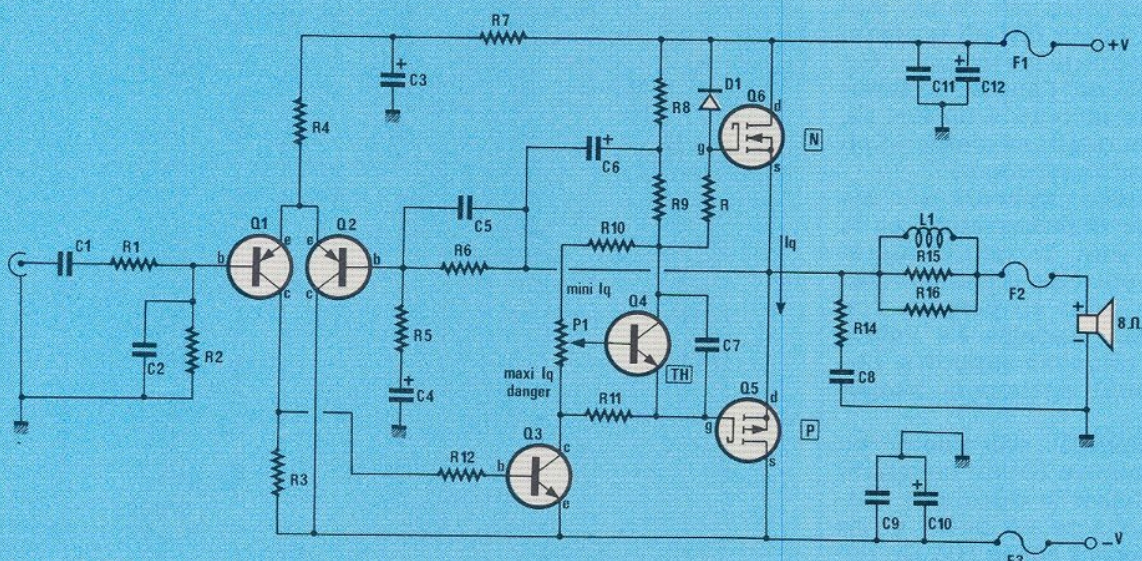 R7
+V
F1
C3
C11
C12
R8
D1
Q6
d
N
g
s
R4
C6
R9
R
C5
R10
Iq
L1
Q1
Q2
C1
R1
b
e
e
b
R6
R15
F2
c
c
mini Iq
Q4
R16
P1
+
8Ω
-
R14
C7
R5
C2
R2
TH
maxi Iq
danger
C8
C4
Q5
d
R11
g
P
s
Q3
c
R12
b
R3
e
C9
C10
-V
F3